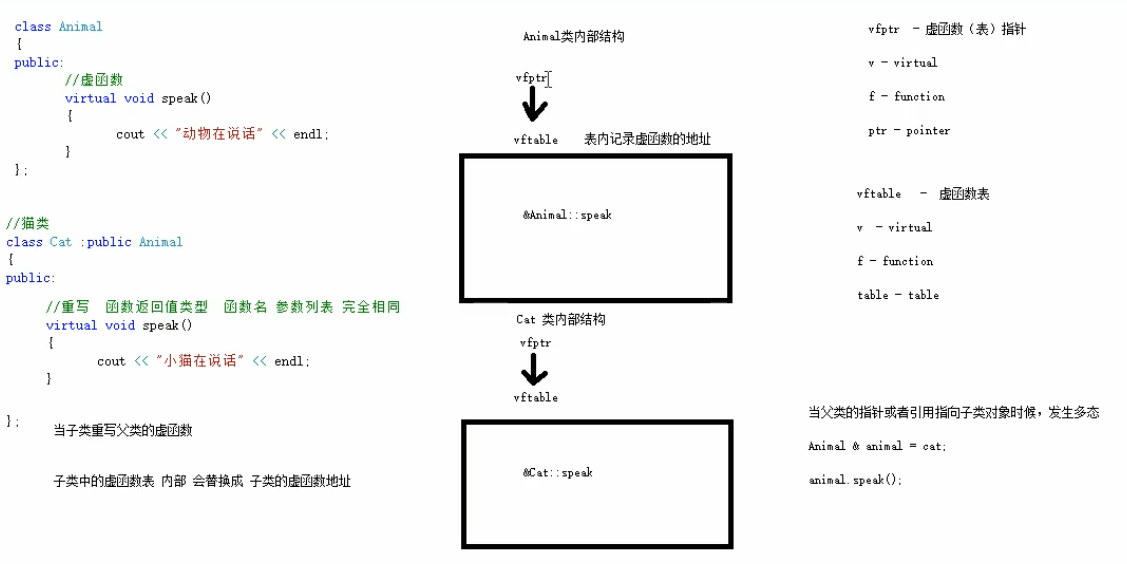 class Animal
{
public:
//虚函数
virtual void speak()
{
cout << "动物在说话" << endl;
}
};
//猫类
class Cat :public Animal
{
public:
//重写 函数返回值类型 函数名 参数列表 完全相同
virtual void speak()
{
cout << "小猫在说话" << endl;
}
};
当子类重写父类的虚函数
子类中的虚函数表 内部 会替换成 子类的虚函数地址
Animal类内部结构
vfptr
vftable 表内记录虚函数的地址
&Animal::speak
Cat 类内部结构
vfptr
vftable
&Cat::speak
vfptr - 虚函数（表）指针
v - virtual
f - function
ptr - pointer
vftable - 虚函数表
v - virtual
f - function
table - table
当父类的指针或者引用指向子类对象时候，发生多态
Animal & animal = cat;
animal.speak();